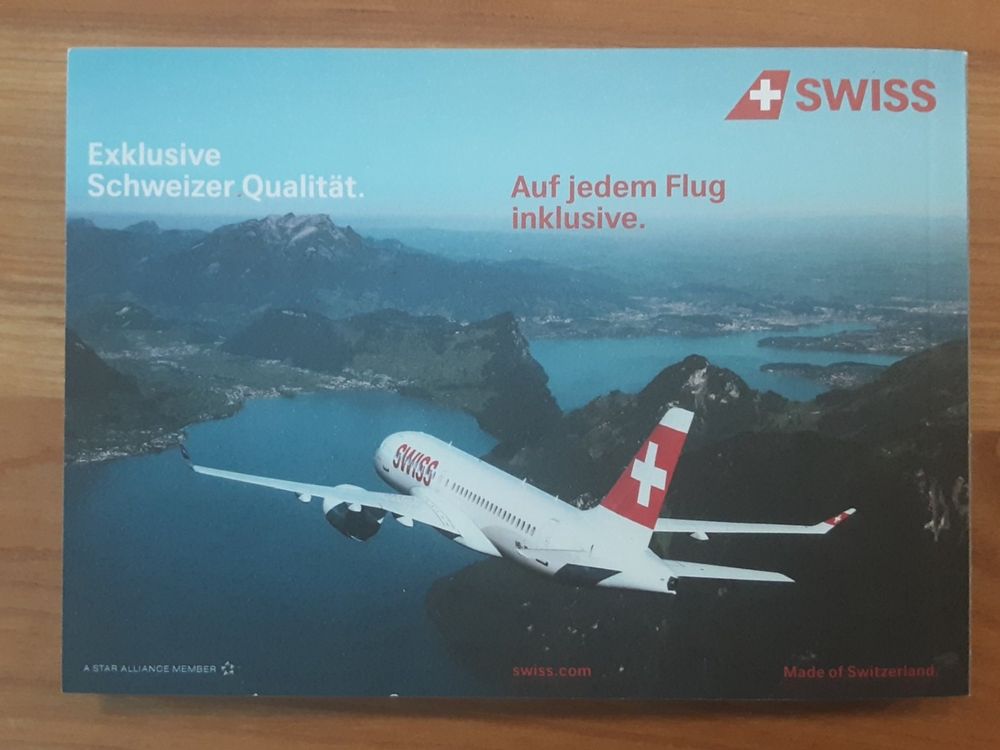 SWISS
Exklusive
Schweizer Qualität.
Auf jedem Flug
inklusive.
SWISS
A STAR ALLIANCE MEMBER
swiss.com
Made of Switzerland.